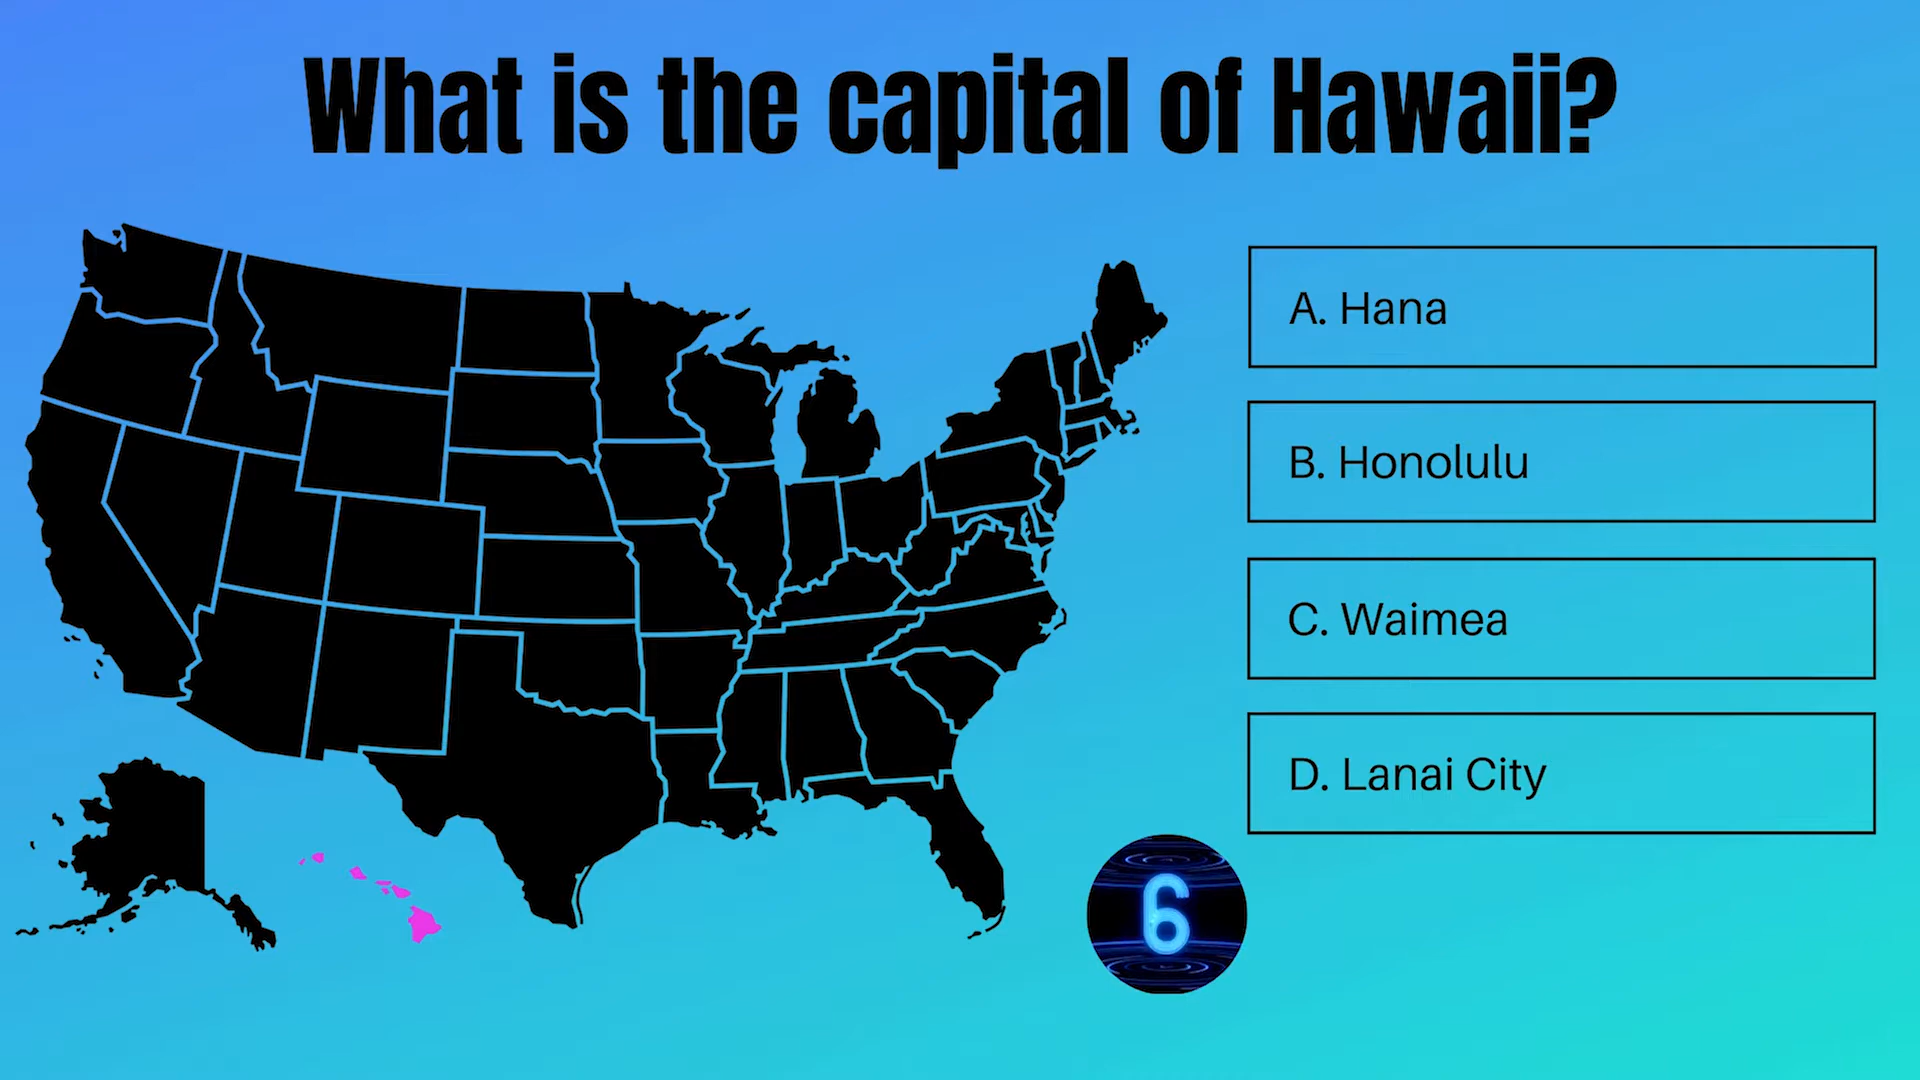 What is the capital of Hawaii?
A. Hana
B. Honolulu
C. Waimea
D. Lanai City
6